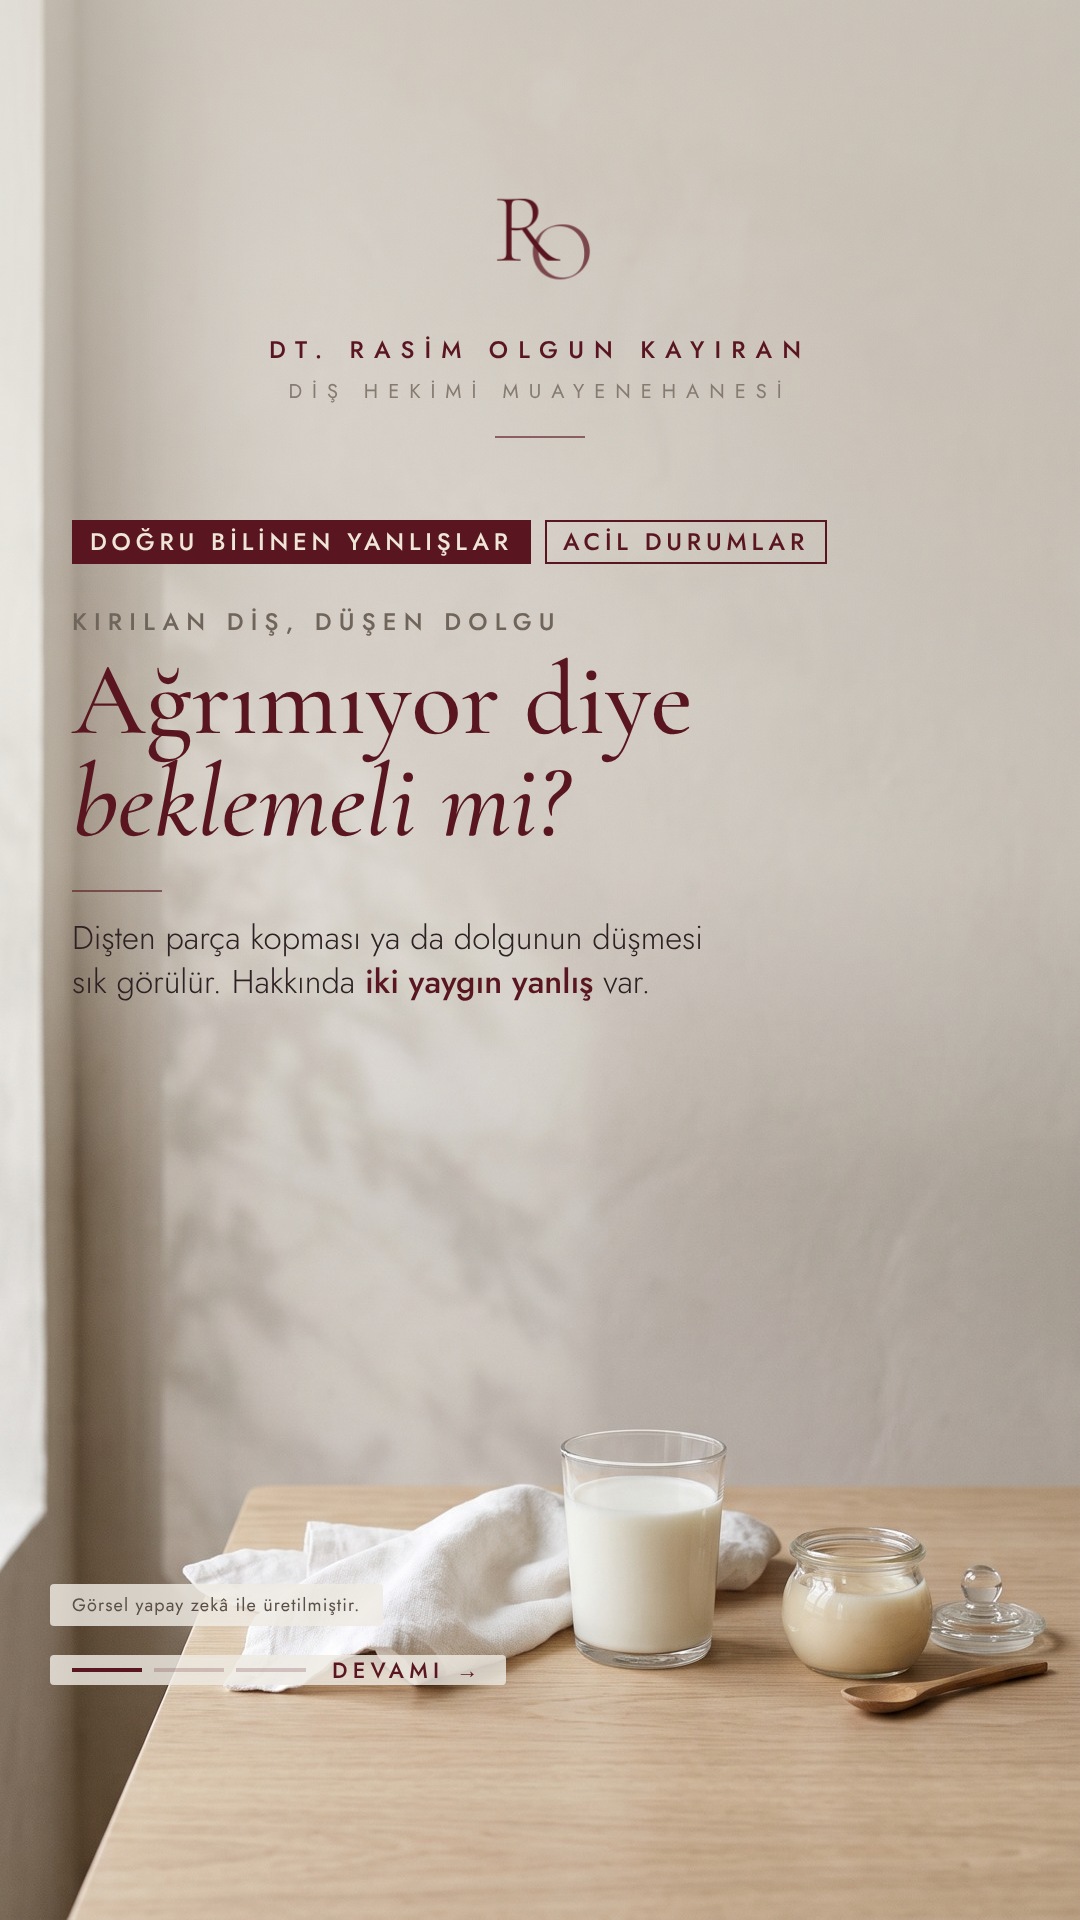 RO
DT. RASİM OLGUN KAYIRAN
DİŞ HEKİMİ MUAYENEHANESİ
DOĞRU BİLİNEN YANLIŞLAR
ACİL DURUMLAR
KIRILAN DİŞ, DÜŞEN DOLGU
Ağrımıyor diye
beklemeli mi?
Dişten parça kopması ya da dolgunun düşmesi
sık görülür. Hakkında iki yaygın yanlış var.
Görsel yapay zekâ ile üretilmiştir.
DEVAMI →